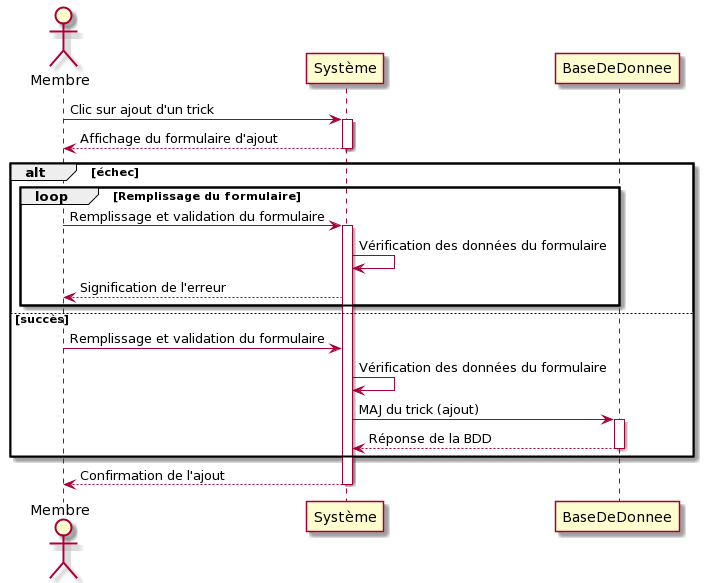 Membre
Système
BaseDeDonnee
Clic sur ajout d'un trick
Affichage du formulaire d'ajout
alt [échec]
loop [Remplissage du formulaire]
Remplissage et validation du formulaire
Vérification des données du formulaire
Signification de l'erreur
[succès]
Remplissage et validation du formulaire
Vérification des données du formulaire
MAJ du trick (ajout)
Réponse de la BDD
Confirmation de l'ajout
Membre
Système
BaseDeDonnee